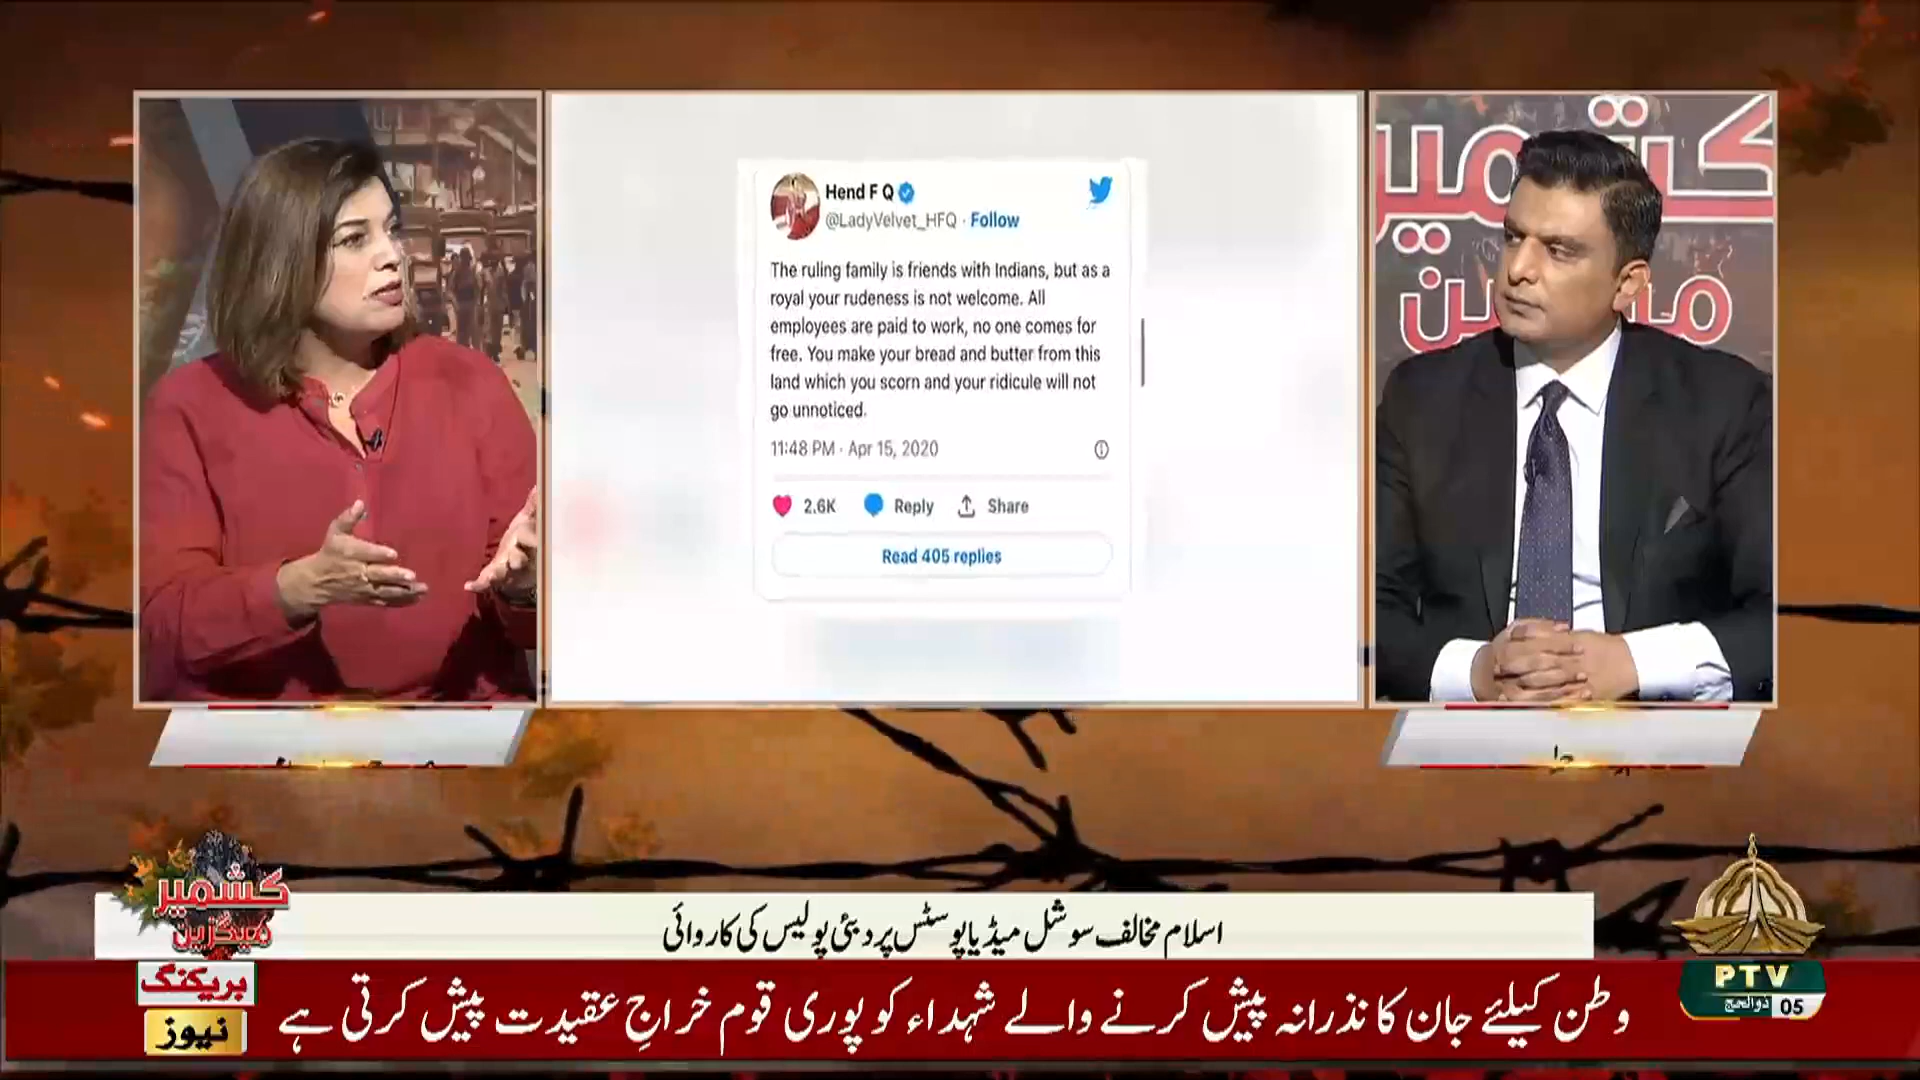 کشمیر
میگزین
Hend F Q
@LadyVelvet_HFQ · Follow
The ruling family is friends with Indians, but as a
royal your rudeness is not welcome. All
employees are paid to work, no one comes for
free. You make your bread and butter from this
land which you scorn and your ridicule will not
go unnoticed.
11:48 PM · Apr 15, 2020
2.6K Reply Share
Read 405 replies
کشمیر
میگزین
اسلام مخالف سوشل میڈیا پوسٹس پر دبئی پولیس کی کاروائی
PTV
05 ذوالحج
بریکنگ
نیوز
وطن کیلئے جان کا نذرانہ پیش کرنے والے شہداء کو پوری قوم خراجِ عقیدت پیش کرتی ہے